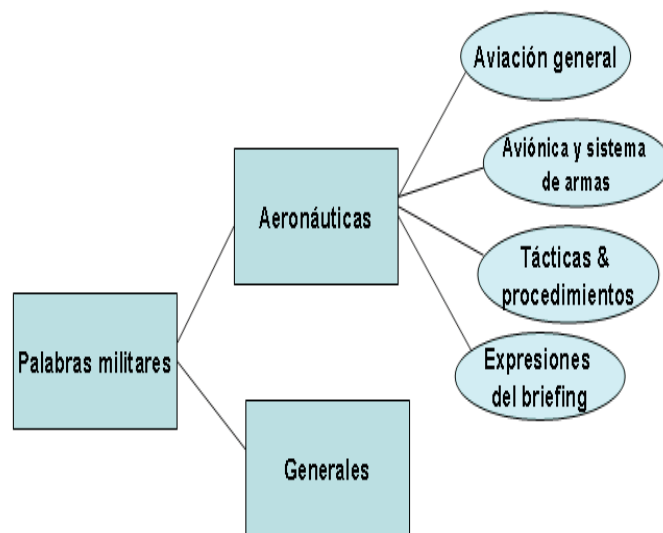 Aviación general
Aviónica y sistema
de armas
Aeronáuticas
Tácticas &
procedimientos
Palabras militares
Expresiones
del briefing
Generales